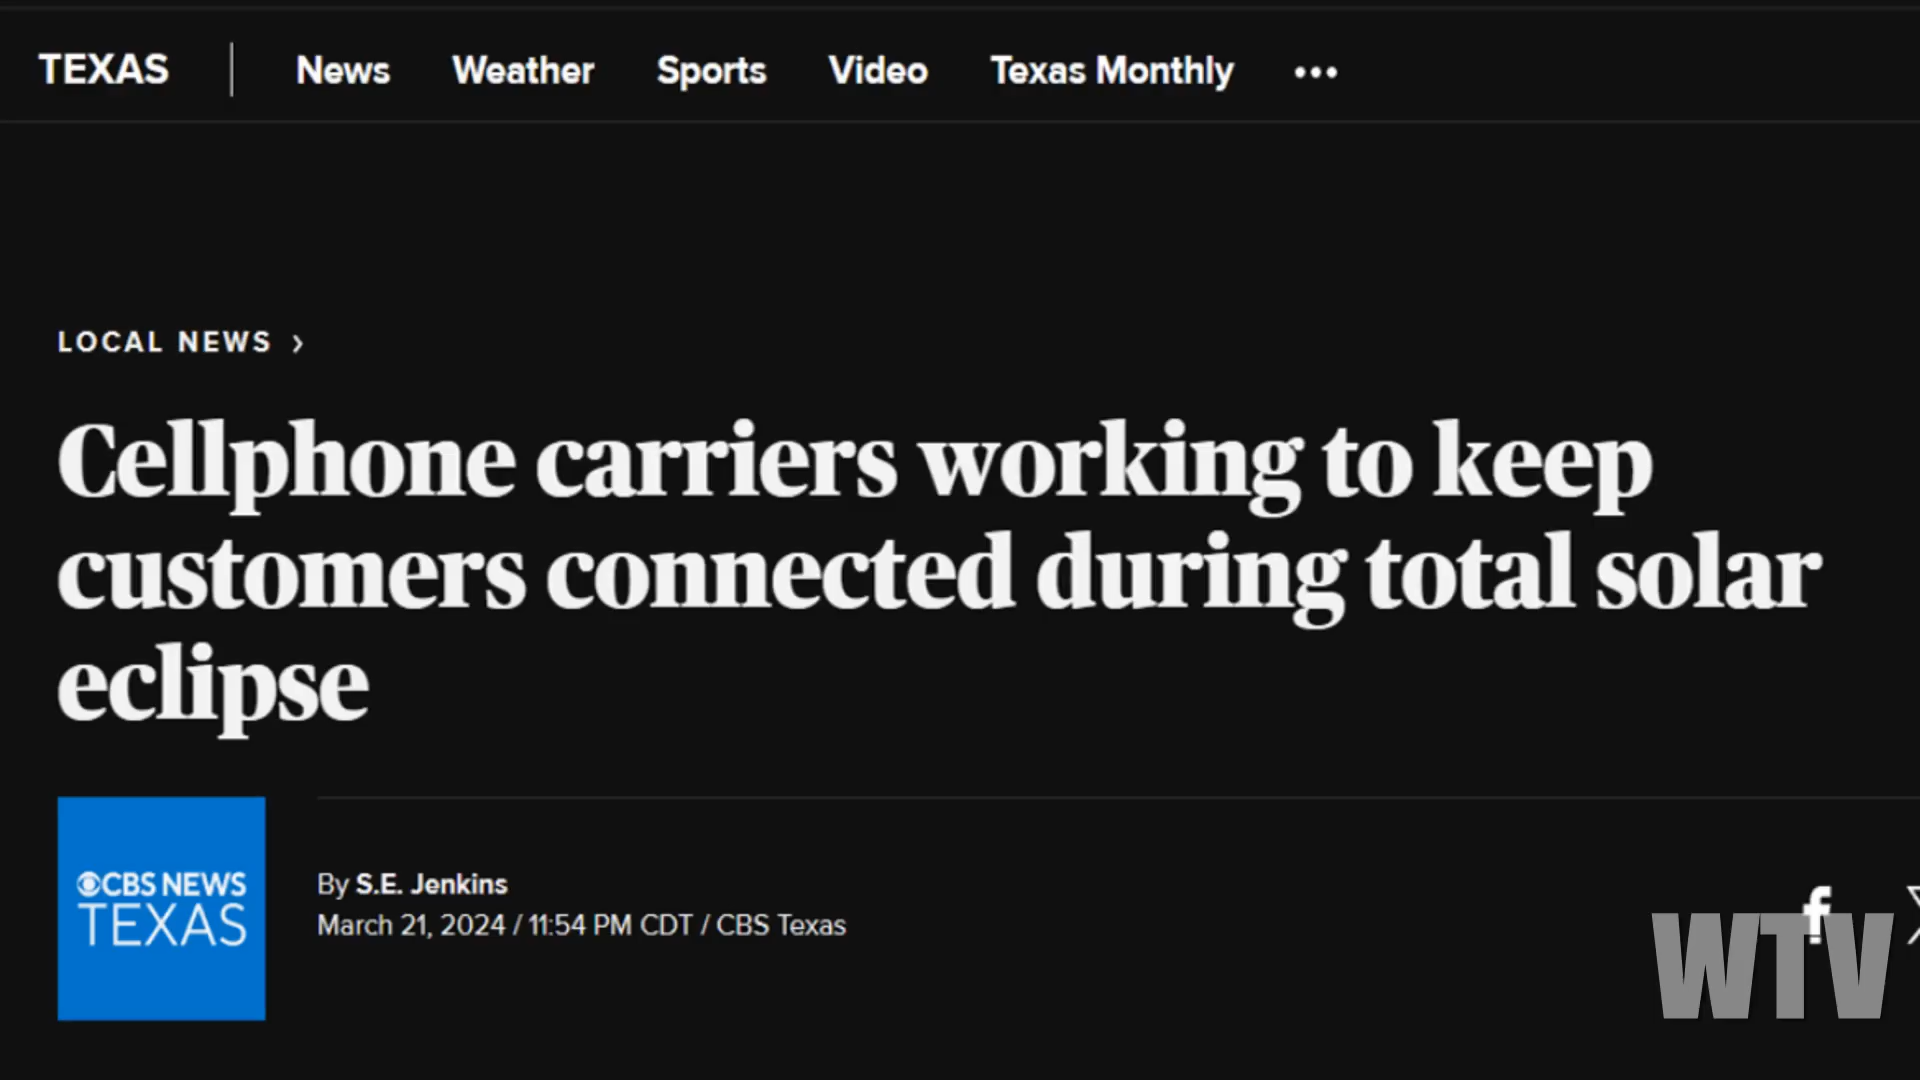 TEXAS | News Weather Sports Video Texas Monthly •••
LOCAL NEWS >
Cellphone carriers working to keep
customers connected during total solar
eclipse
CBS NEWS
TEXAS
By S.E. Jenkins
March 21, 2024 / 11:54 PM CDT / CBS Texas
f
WTV